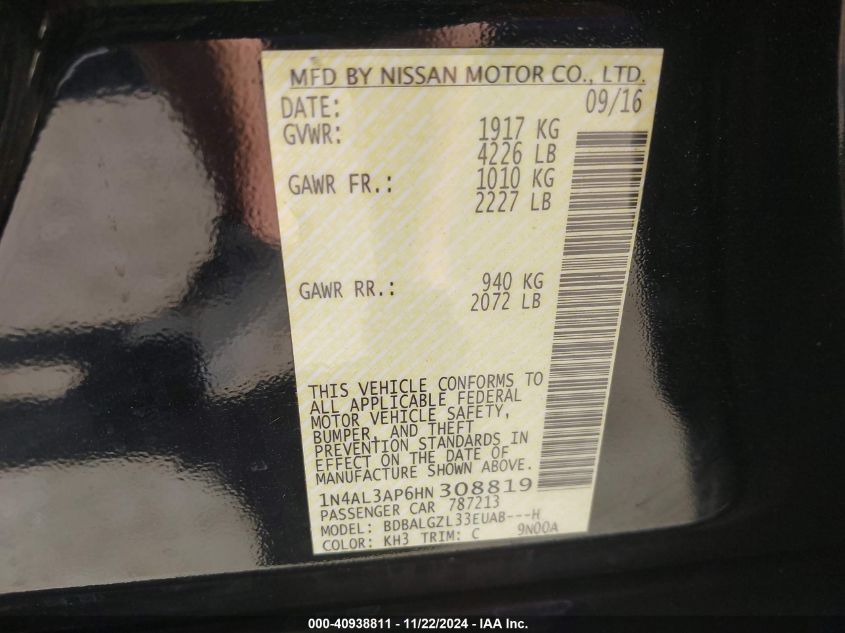 MFD BY NISSAN MOTOR CO., LTD.
DATE: 09/16
GVWR: 1917 KG
4226 LB
GAWR FR.: 1010 KG
2227 LB
GAWR RR.: 940 KG
2072 LB
THIS VEHICLE CONFORMS TO
ALL APPLICABLE FEDERAL
MOTOR VEHICLE SAFETY,
BUMPER, AND THEFT
PREVENTION STANDARDS IN
EFFECT ON THE DATE OF
MANUFACTURE SHOWN ABOVE.
1N4AL3AP6HN308819
PASSENGER CAR 787213
MODEL: BDBALGZL33EUAB---H
COLOR: KH3 TRIM: C 9N00A
000-40938811 - 11/22/2024 - IAA Inc.